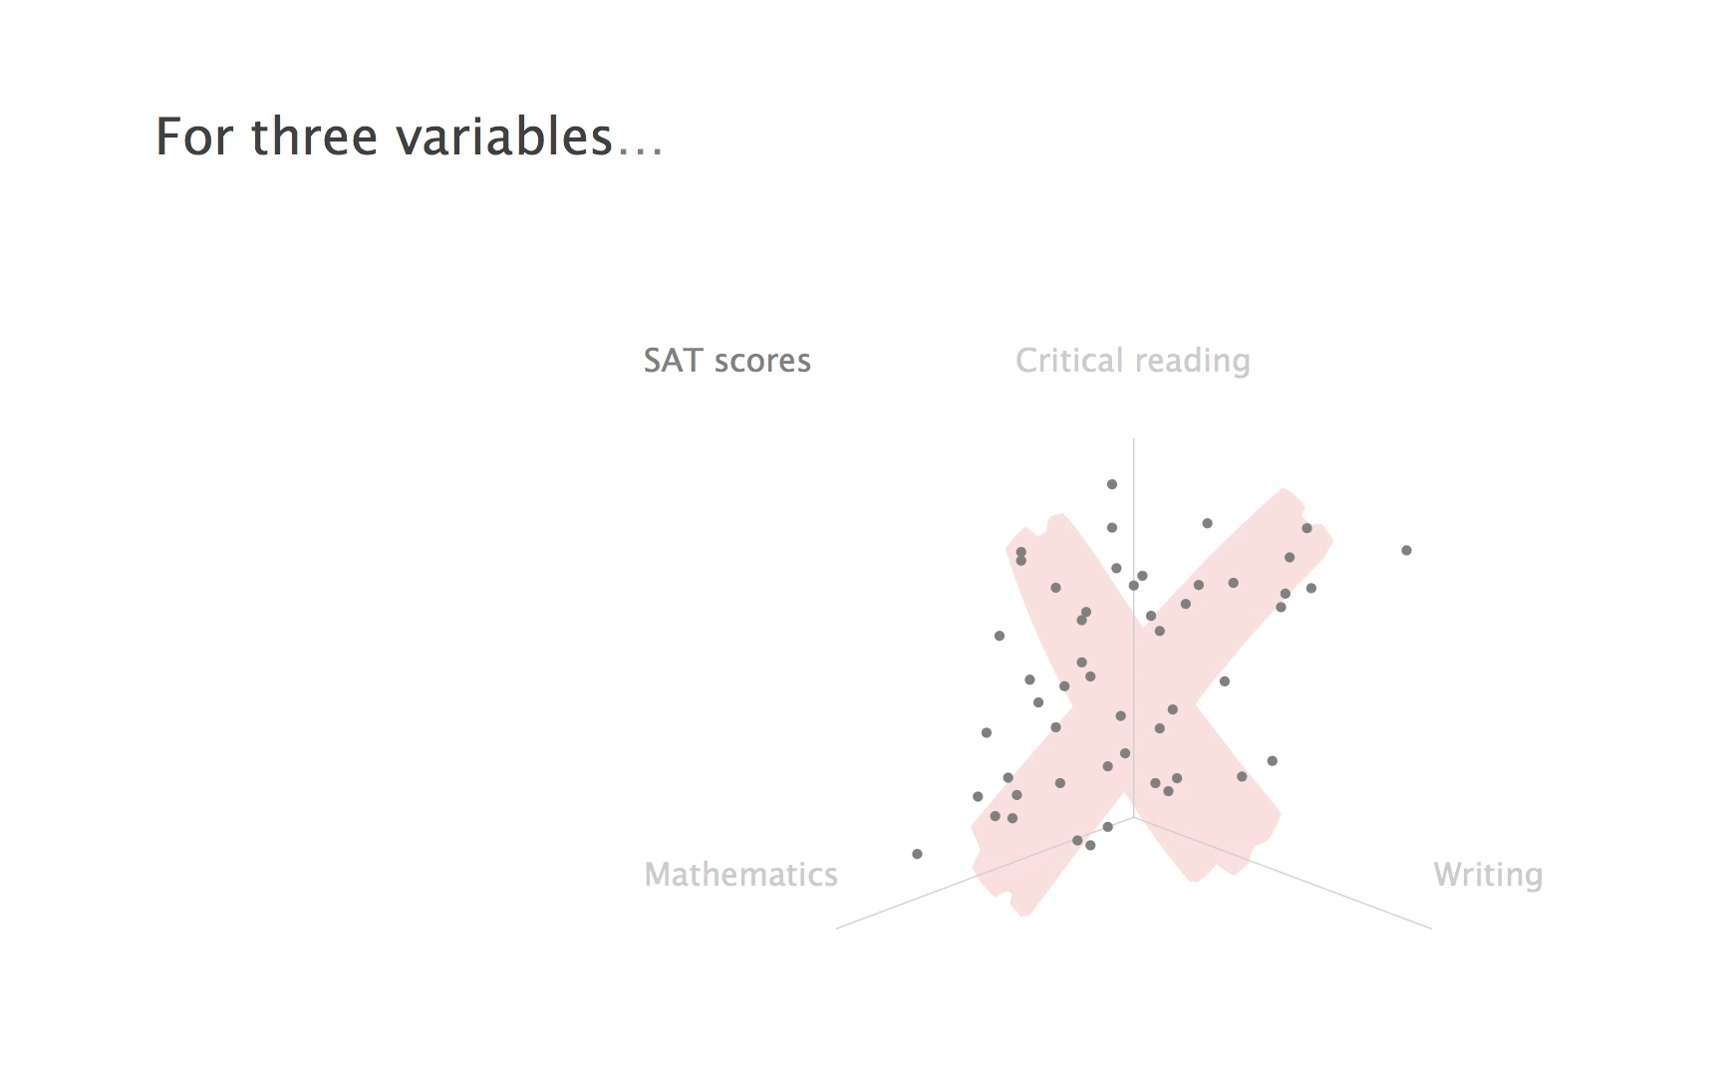 For three variables…
SAT scores
Critical reading
Mathematics
Writing